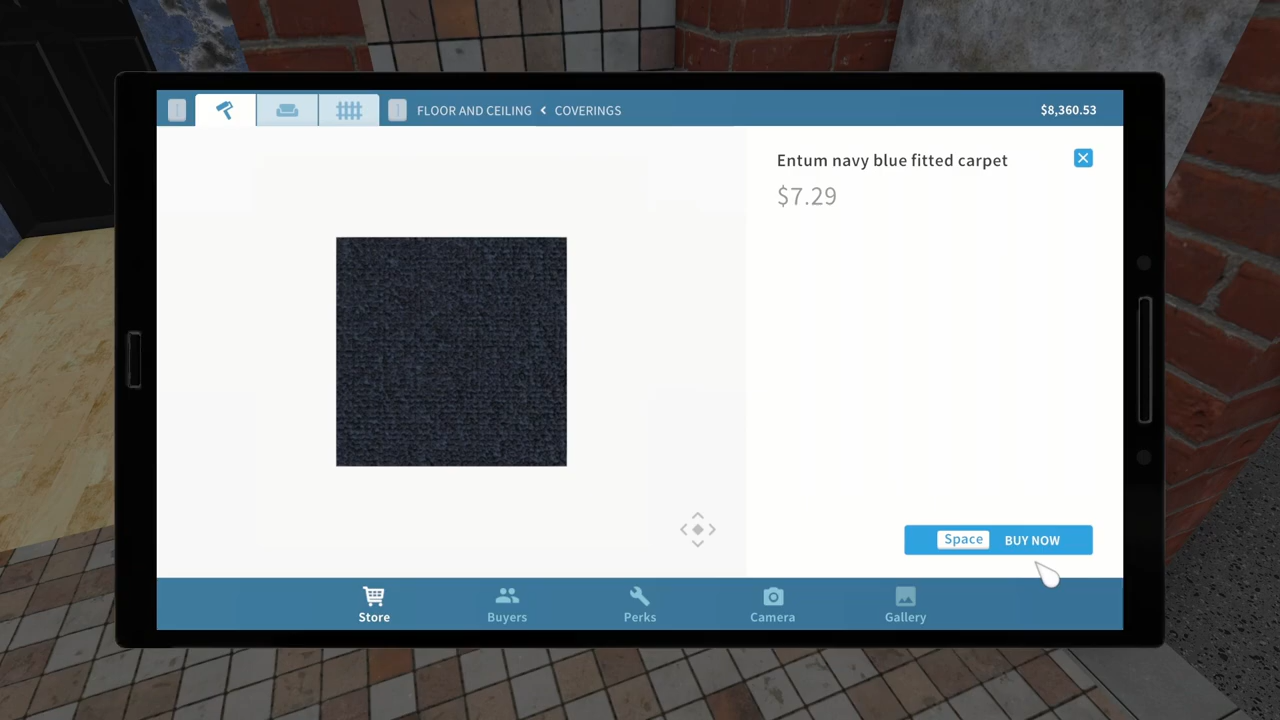 FLOOR AND CEILING < COVERINGS
$8,360.53
Entum navy blue fitted carpet
$7.29
Space BUY NOW
Store
Buyers
Perks
Camera
Gallery